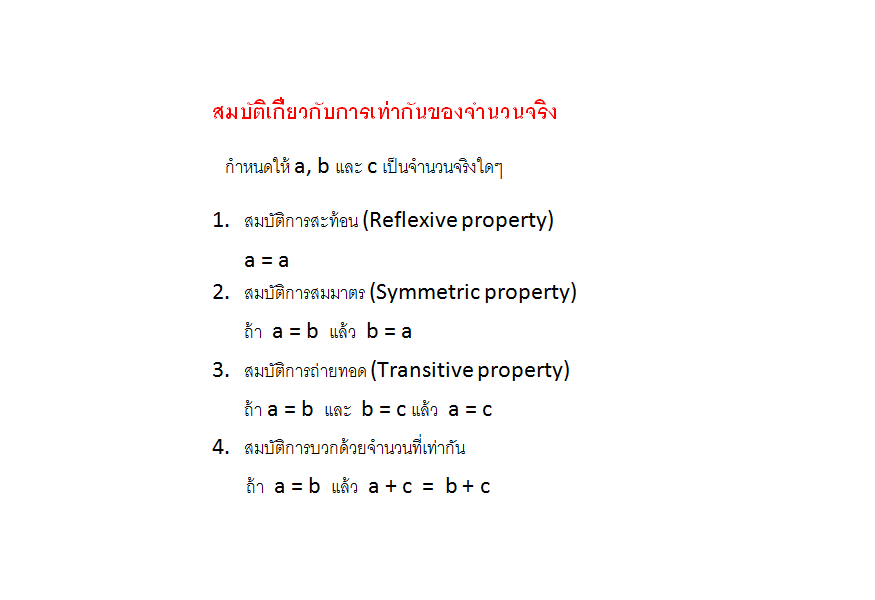 สมบัติเกี่ยวกับการเท่ากันของจำนวนจริง
กำหนดให้ a, b และ c เป็นจำนวนจริงใดๆ
1. สมบัติการสะท้อน (Reflexive property)
a = a
2. สมบัติการสมมาตร (Symmetric property)
ถ้า a = b แล้ว b = a
3. สมบัติการถ่ายทอด (Transitive property)
ถ้า a = b และ b = c แล้ว a = c
4. สมบัติการบวกด้วยจำนวนที่เท่ากัน
ถ้า a = b แล้ว a + c = b + c